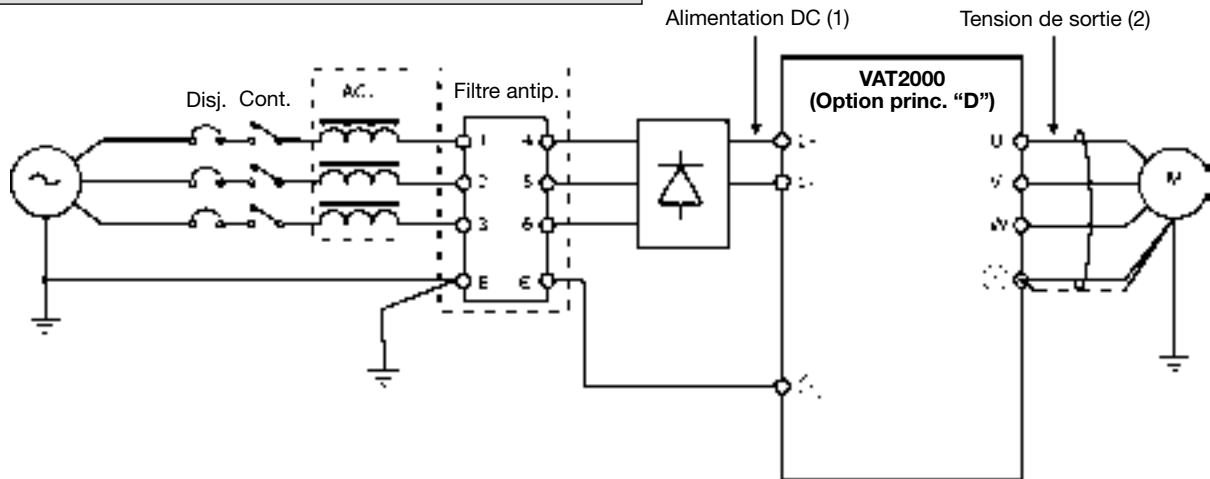 Alimentation DC (1)
Tension de sortie (2)
VAT2000
(Option princ. “D”)
Disj.
Cont.
AC.
Filtre antip.
1
4
2
5
3
6
E
U
V
W
M